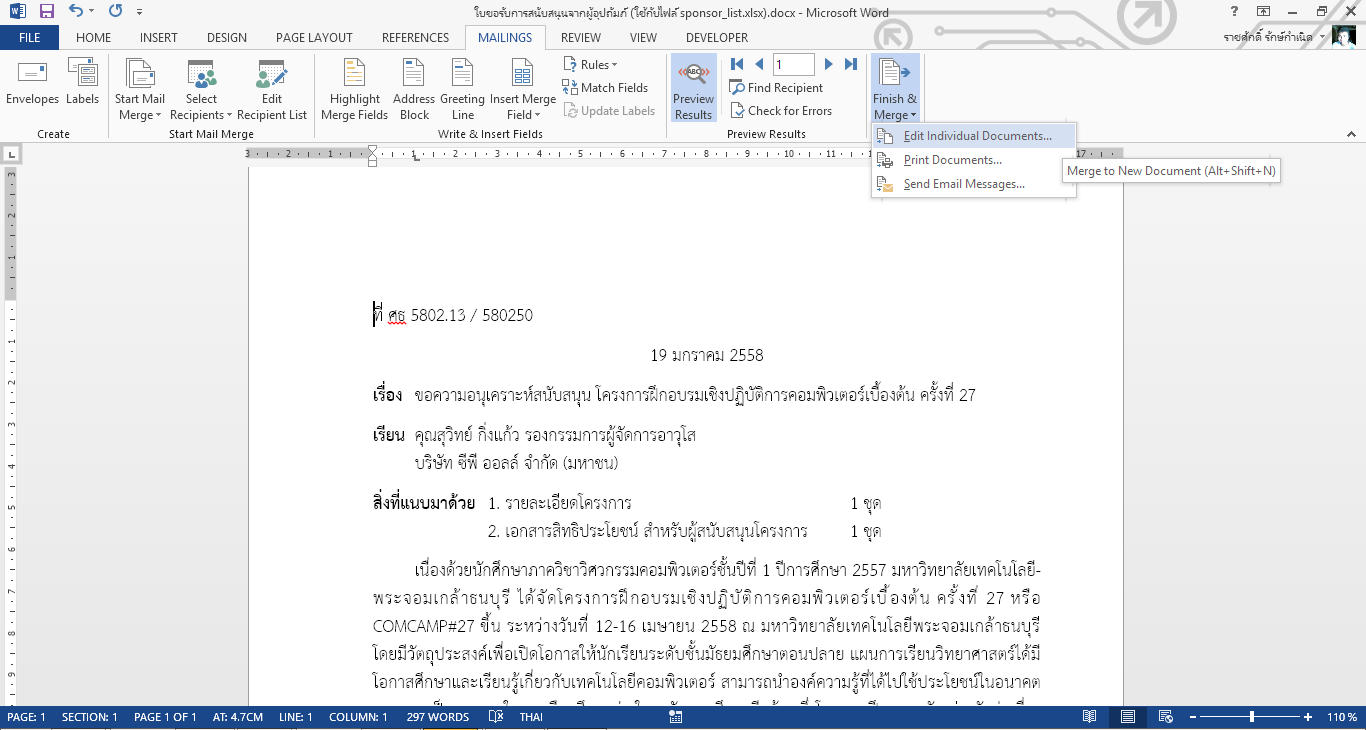 ใบขอรับการสนับสนุนจากผู้อุปถัมภ์ (ใช้กับไฟล์ sponsor_list.xlsx).docx - Microsoft Word
FILE HOME INSERT DESIGN PAGE LAYOUT REFERENCES MAILINGS REVIEW VIEW DEVELOPER
ราชศักดิ์ รักษ์กำเนิด
Envelopes
Labels
Create
Start Mail Merge
Select Recipients
Edit Recipient List
Start Mail Merge
Highlight Merge Fields
Address Block
Greeting Line
Insert Merge Field
Rules
Match Fields
Update Labels
Write & Insert Fields
ABC
Preview Results
1
Find Recipient
Check for Errors
Preview Results
Finish & Merge
Edit Individual Documents...
Print Documents...
Send Email Messages...
Merge to New Document (Alt+Shift+N)
ที่ ศธ 5802.13 / 580250
19 มกราคม 2558
เรื่อง ขอความอนุเคราะห์สนับสนุน โครงการฝึกอบรมเชิงปฏิบัติการคอมพิวเตอร์เบื้องต้น ครั้งที่ 27
เรียน คุณสุวิทย์ กิ่งแก้ว รองกรรมการผู้จัดการอาวุโส
บริษัท ซีพี ออลล์ จำกัด (มหาชน)
สิ่งที่แนบมาด้วย 1. รายละเอียดโครงการ 1 ชุด
2. เอกสารสิทธิประโยชน์ สำหรับผู้สนับสนุนโครงการ 1 ชุด
เนื่องด้วยนักศึกษาภาควิชาวิศวกรรมคอมพิวเตอร์ชั้นปีที่ 1 ปีการศึกษา 2557 มหาวิทยาลัยเทคโนโลยี-
พระจอมเกล้าธนบุรี ได้จัดโครงการฝึกอบรมเชิงปฏิบัติการคอมพิวเตอร์เบื้องต้น ครั้งที่ 27 หรือ
COMCAMP#27 ขึ้น ระหว่างวันที่ 12-16 เมษายน 2558 ณ มหาวิทยาลัยเทคโนโลยีพระจอมเกล้าธนบุรี
โดยมีวัตถุประสงค์เพื่อเปิดโอกาสให้นักเรียนระดับชั้นมัธยมศึกษาตอนปลาย แผนการเรียนวิทยาศาสตร์ได้มี
โอกาสศึกษาและเรียนรู้เกี่ยวกับเทคโนโลยีคอมพิวเตอร์ สามารถนำองค์ความรู้ที่ได้ไปใช้ประโยชน์ในอนาคต
PAGE: 1 SECTION: 1 PAGE 1 OF 1 AT: 4.7CM LINE: 1 COLUMN: 1 297 WORDS THAI 110 %